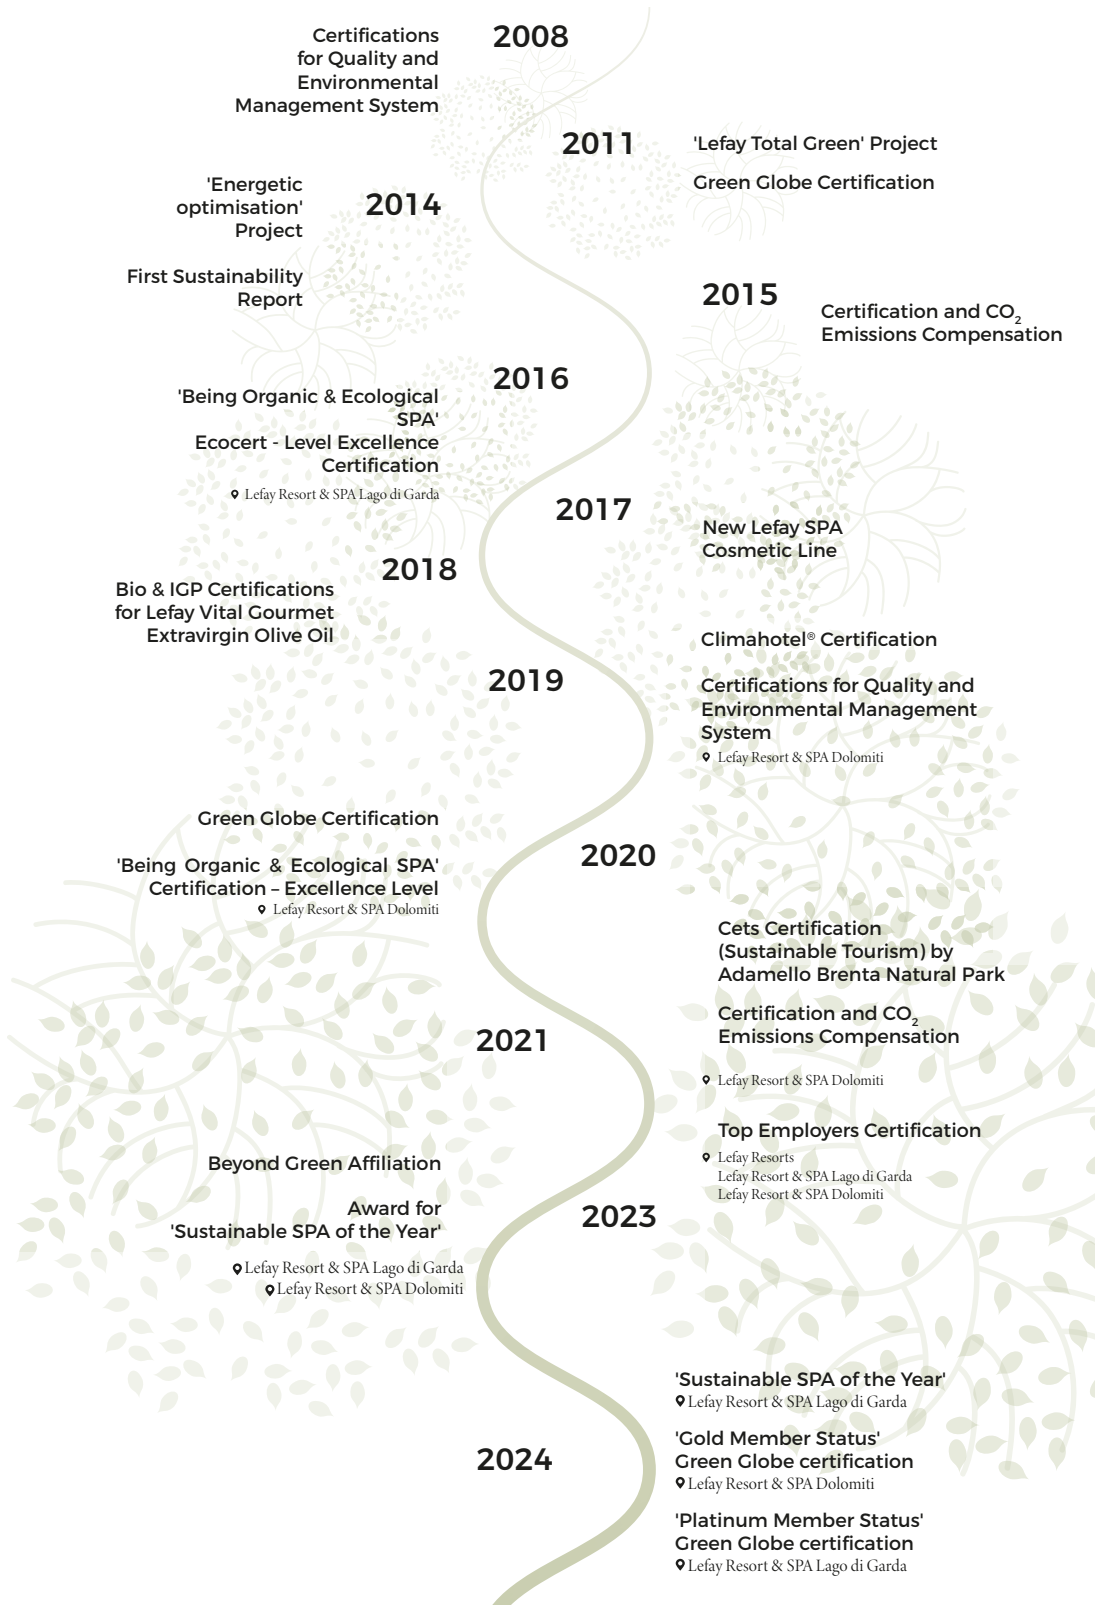 2008
Certifications
for Quality and
Environmental
Management System
2011
'Lefay Total Green' Project
Green Globe Certification
2014
'Energetic
optimisation'
Project
First Sustainability
Report
2015
Certification and CO₂
Emissions Compensation
2016
'Being Organic & Ecological
SPA'
Ecocert - Level Excellence
Certification
Lefay Resort & SPA Lago di Garda
2017
New Lefay SPA
Cosmetic Line
2018
Bio & IGP Certifications
for Lefay Vital Gourmet
Extravirgin Olive Oil
2019
Climahotel® Certification
Certifications for Quality and
Environmental Management
System
Lefay Resort & SPA Dolomiti
2020
Green Globe Certification
'Being Organic & Ecological SPA'
Certification – Excellence Level
Lefay Resort & SPA Dolomiti
2021
Cets Certification
(Sustainable Tourism) by
Adamello Brenta Natural Park
Certification and CO₂
Emissions Compensation
Lefay Resort & SPA Dolomiti
Top Employers Certification
Lefay Resorts
Lefay Resort & SPA Lago di Garda
Lefay Resort & SPA Dolomiti
2023
Beyond Green Affiliation
Award for
'Sustainable SPA of the Year'
Lefay Resort & SPA Lago di Garda
Lefay Resort & SPA Dolomiti
2024
'Sustainable SPA of the Year'
Lefay Resort & SPA Lago di Garda
'Gold Member Status'
Green Globe certification
Lefay Resort & SPA Dolomiti
'Platinum Member Status'
Green Globe certification
Lefay Resort & SPA Lago di Garda